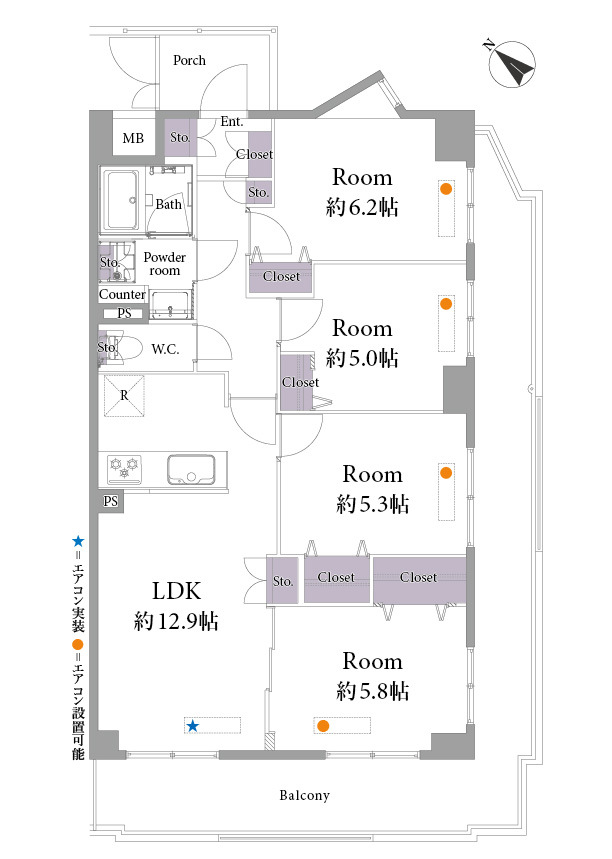 Porch
N
MB
Sto.
Ent.
Closet
Room
約6.2帖
Bath
Sto.
Sto.
Powder
room
Closet
Counter
PS
Room
約5.0帖
Sto.
W.C.
Closet
R
Room
約5.3帖
PS
Sto.
Closet
Closet
LDK
約12.9帖
Room
約5.8帖
★=エアコン実装 ●=エアコン設置可能
Balcony